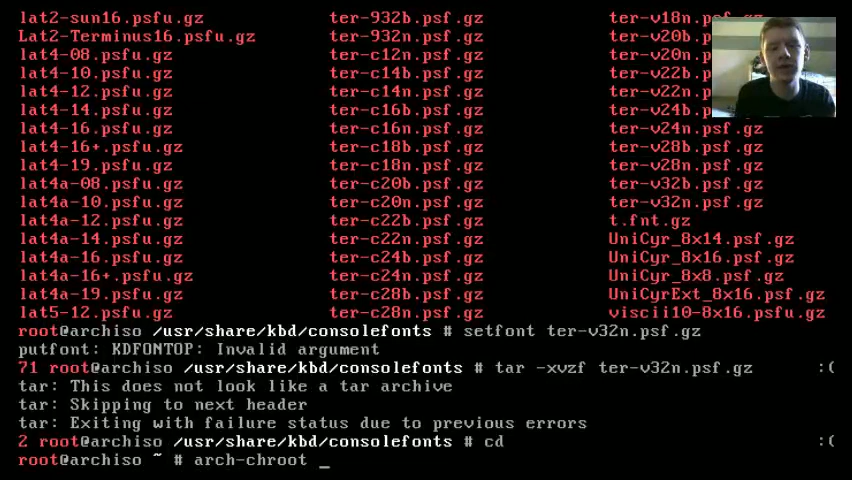 lat2-sun16.psfu.gz ter-932b.psf.gz ter-v18n.p
Lat2-Terminus16.psfu.gz ter-932n.psf.gz ter-v20b.p
lat4-08.psfu.gz ter-c12n.psf.gz ter-v20n.p
lat4-10.psfu.gz ter-c14b.psf.gz ter-v22b.p
lat4-12.psfu.gz ter-c14n.psf.gz ter-v22n.p
lat4-14.psfu.gz ter-c16b.psf.gz ter-v24b.p
lat4-16.psfu.gz ter-c16n.psf.gz ter-v24n.psf.gz
lat4-16+.psfu.gz ter-c18b.psf.gz ter-v28b.psf.gz
lat4-19.psfu.gz ter-c18n.psf.gz ter-v28n.psf.gz
lat4a-08.psfu.gz ter-c20b.psf.gz ter-v32b.psf.gz
lat4a-10.psfu.gz ter-c20n.psf.gz ter-v32n.psf.gz
lat4a-12.psfu.gz ter-c22b.psf.gz t.fnt.gz
lat4a-14.psfu.gz ter-c22n.psf.gz UniCyr_8x14.psf.gz
lat4a-16.psfu.gz ter-c24b.psf.gz UniCyr_8x16.psf.gz
lat4a-16+.psfu.gz ter-c24n.psf.gz UniCyr_8x8.psf.gz
lat4a-19.psfu.gz ter-c28b.psf.gz UniCyrExt_8x16.psf.gz
lat5-12.psfu.gz ter-c28n.psf.gz viscii10-8x16.psfu.gz
root@archiso /usr/share/kbd/consolefonts # setfont ter-v32n.psf.gz
putfont: KDFONTOP: Invalid argument
71 root@archiso /usr/share/kbd/consolefonts # tar -xvzf ter-v32n.psf.gz :(
tar: This does not look like a tar archive
tar: Skipping to next header
tar: Exiting with failure status due to previous errors
2 root@archiso /usr/share/kbd/consolefonts # cd :(
root@archiso ~ # arch-chroot _